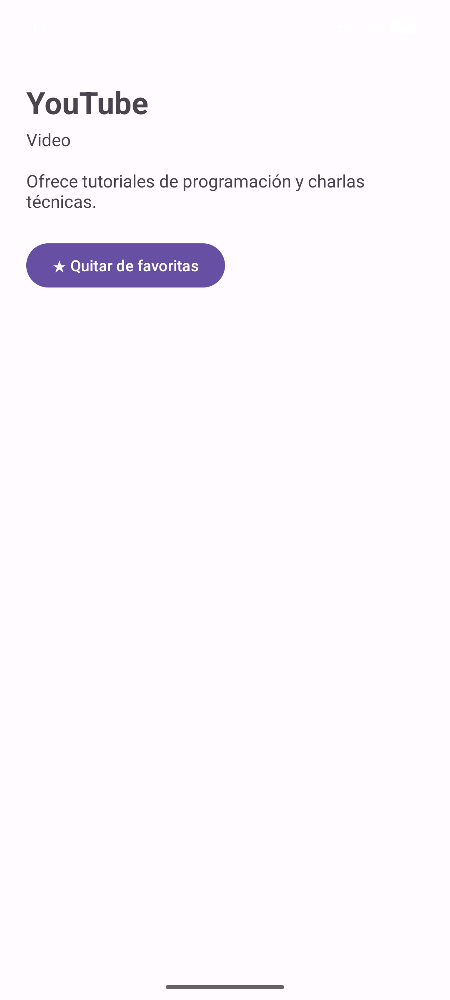 YouTube
Video
Ofrece tutoriales de programación y charlas
técnicas.
★ Quitar de favoritas